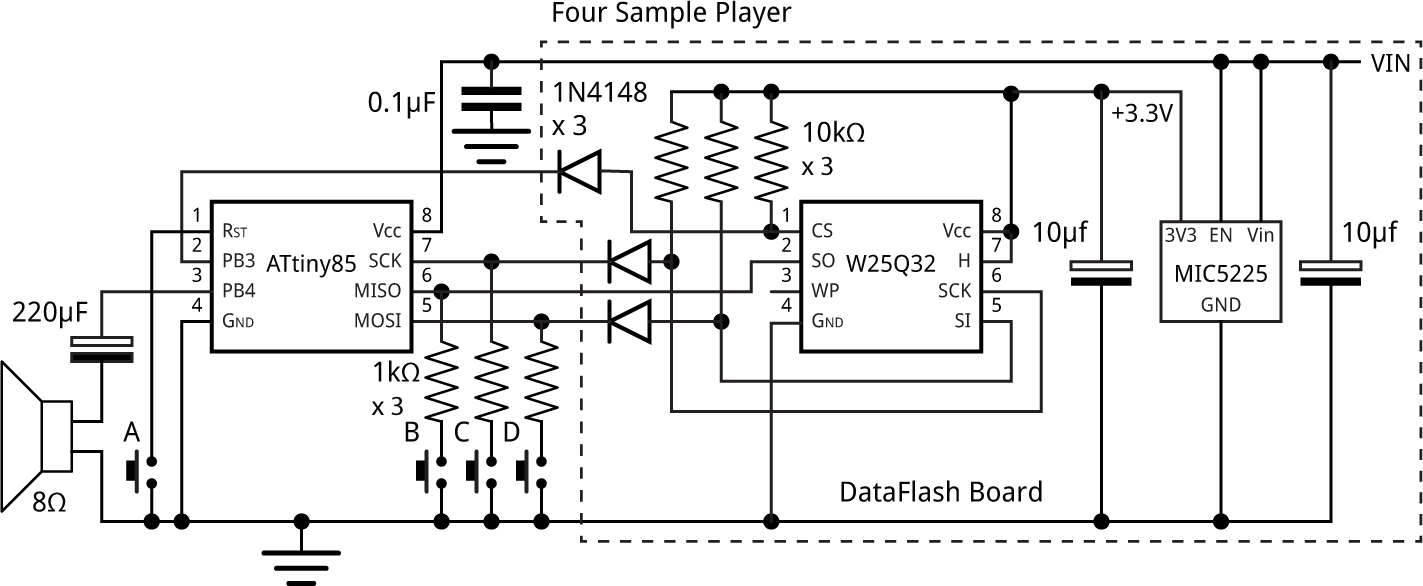 Four Sample Player
VIN
0.1µF
1N4148
x 3
10kΩ
x 3
+3.3V
1
2
3
4
RST
PB3
PB4
GND
ATtiny85
Vcc
SCK
MISO
MOSI
8
7
6
5
1
2
3
4
CS
SO
WP
GND
W25Q32
Vcc
H
SCK
SI
8
7
6
5
10µf
3V3 EN Vin
MIC5225
GND
10µf
220µF
1kΩ
x 3
A
B
C
D
8Ω
DataFlash Board